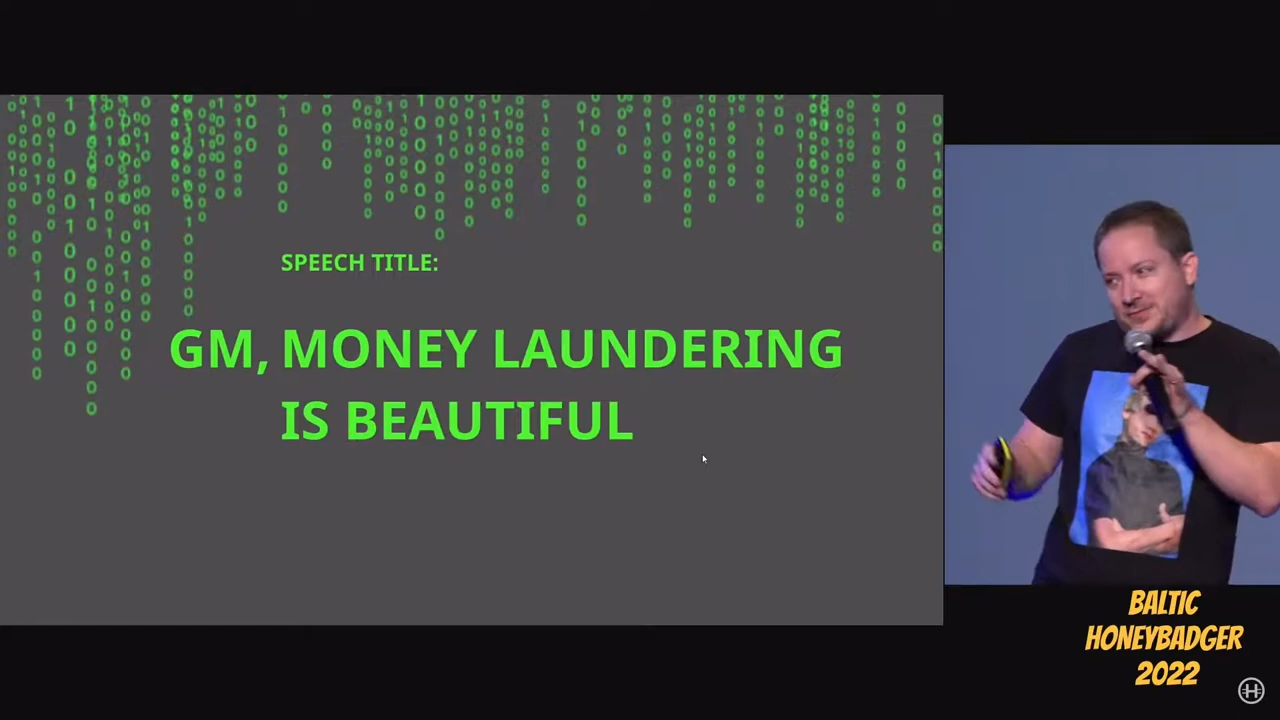 SPEECH TITLE:
GM, MONEY LAUNDERING
IS BEAUTIFUL
BALTIC
HONEYBADGER
2022